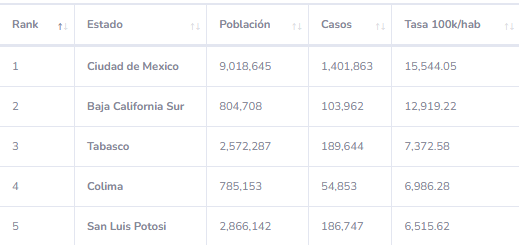 Rank Estado Población Casos Tasa 100k/hab
1 Ciudad de Mexico 9,018,645 1,401,863 15,544.05
2 Baja California Sur 804,708 103,962 12,919.22
3 Tabasco 2,572,287 189,644 7,372.58
4 Colima 785,153 54,853 6,986.28
5 San Luis Potosi 2,866,142 186,747 6,515.62